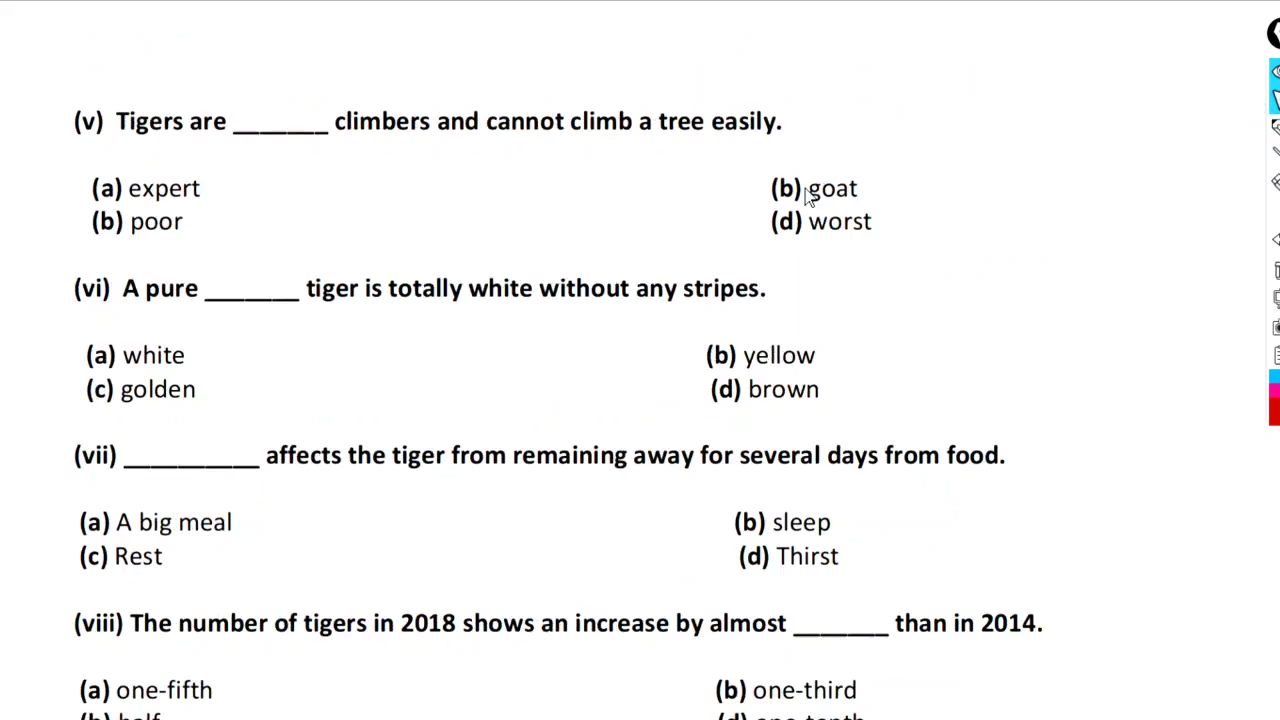 (v) Tigers are _______ climbers and cannot climb a tree easily.
(a) expert (b) goat
(b) poor (d) worst
(vi) A pure _______ tiger is totally white without any stripes.
(a) white (b) yellow
(c) golden (d) brown
(vii) __________ affects the tiger from remaining away for several days from food.
(a) A big meal (b) sleep
(c) Rest (d) Thirst
(viii) The number of tigers in 2018 shows an increase by almost _______ than in 2014.
(a) one-fifth (b) one-third
(b) half (d) one-tenth